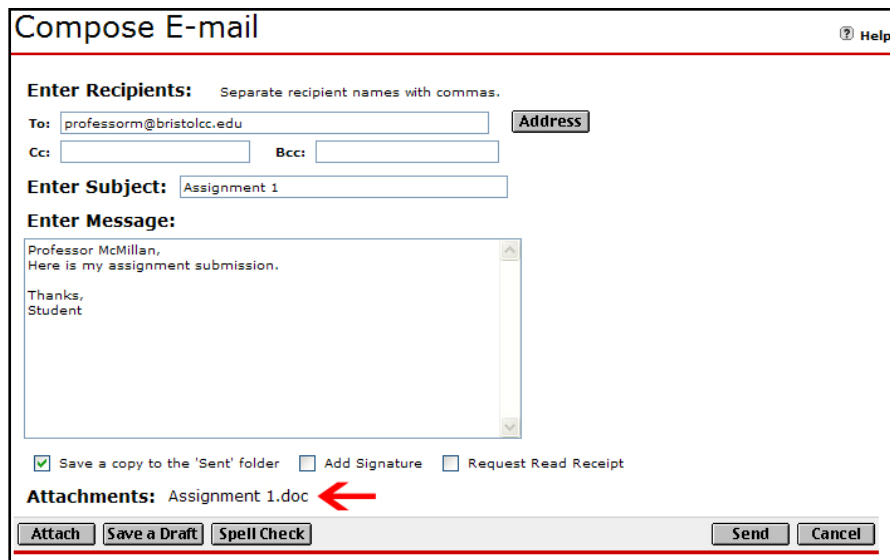 Compose E-mail
? Help
Enter Recipients: Separate recipient names with commas.
To: professorm@bristolcc.edu Address
Cc: Bcc:
Enter Subject: Assignment 1
Enter Message:
Professor McMillan,
Here is my assignment submission.
Thanks,
Student
Save a copy to the 'Sent' folder Add Signature Request Read Receipt
Attachments: Assignment 1.doc
Attach Save a Draft Spell Check Send Cancel